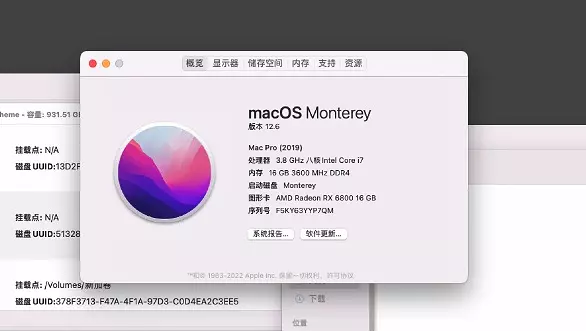 概览 显示器 储存空间 内存 支持 资源
macOS Monterey
版本 12.6
Mac Pro (2019)
处理器 3.8 GHz 八核Intel Core i7
内存 16 GB 3600 MHz DDR4
启动磁盘 Monterey
图形卡 AMD Radeon RX 6800 16 GB
序列号 F5KY63YYP7QM
系统报告... 软件更新...
™和© 1983-2022 Apple Inc. 保留一切权利。许可协议
heme • 容量: 931.51 G
挂载点: N/A
磁盘 UUID:13D2F
挂载点: N/A
磁盘 UUID:51328
挂载点: /Volumes/新加卷
磁盘 UUID:378F3713-F47A-4F1A-97D3-C0D4EA2C3EE5
下载
位置